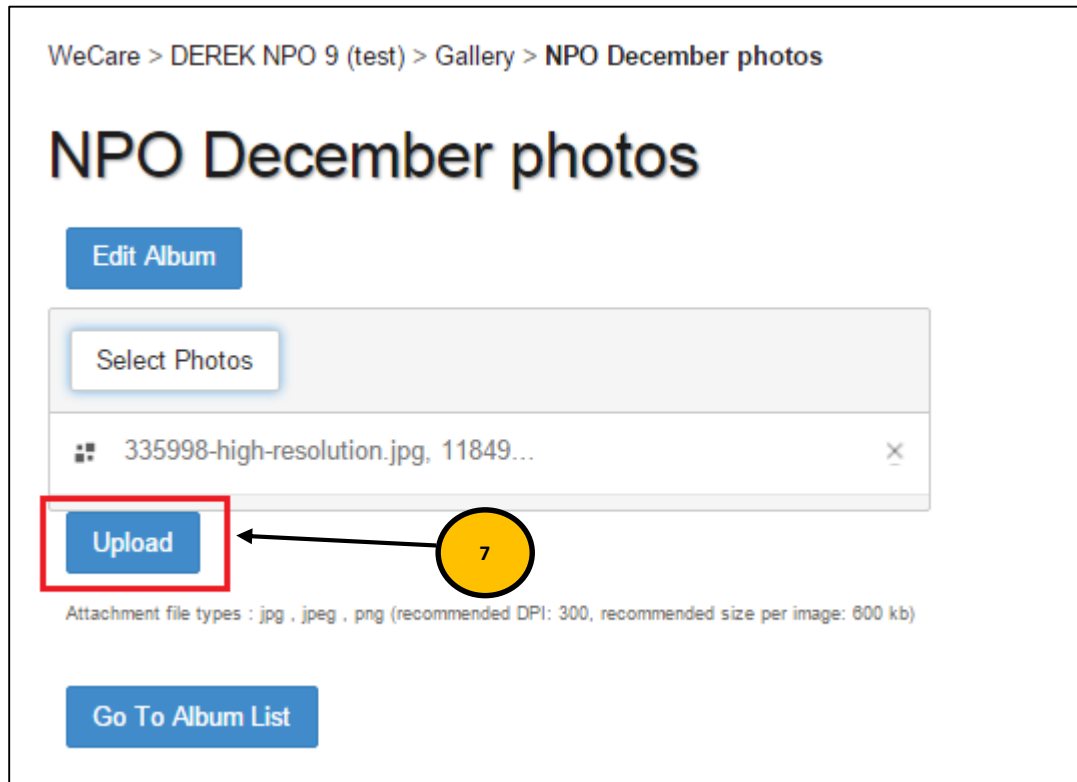 WeCare > DEREK NPO 9 (test) > Gallery > NPO December photos
NPO December photos
Edit Album
Select Photos
335998-high-resolution.jpg, 11849...
Upload
7
Attachment file types : jpg , jpeg , png (recommended DPI: 300, recommended size per image: 600 kb)
Go To Album List